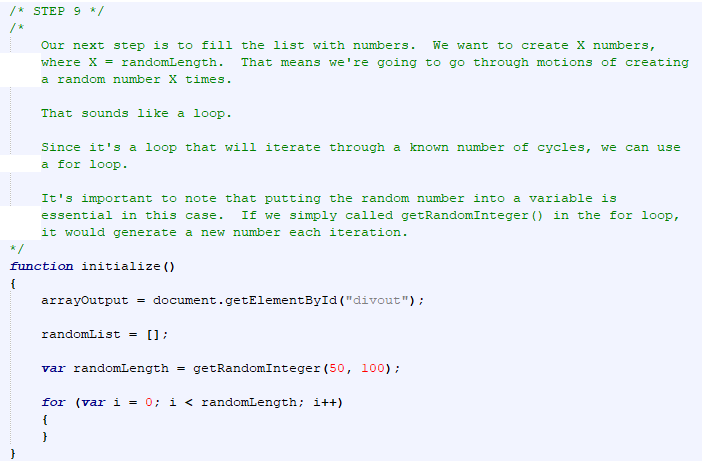 /* STEP 9 */
/*
Our next step is to fill the list with numbers.  We want to create X numbers,
where X = randomLength.  That means we're going to go through motions of creating
a random number X times.
That sounds like a loop.
Since it's a loop that will iterate through a known number of cycles, we can use
a for loop.
It's important to note that putting the random number into a variable is
essential in this case.  If we simply called getRandomInteger() in the for loop,
it would generate a new number each iteration.
*/
function initialize()
{
arrayOutput = document.getElementById("divout");
randomList = [];
var randomLength = getRandomInteger(50, 100);
for (var i = 0; i < randomLength; i++)
{
}
}